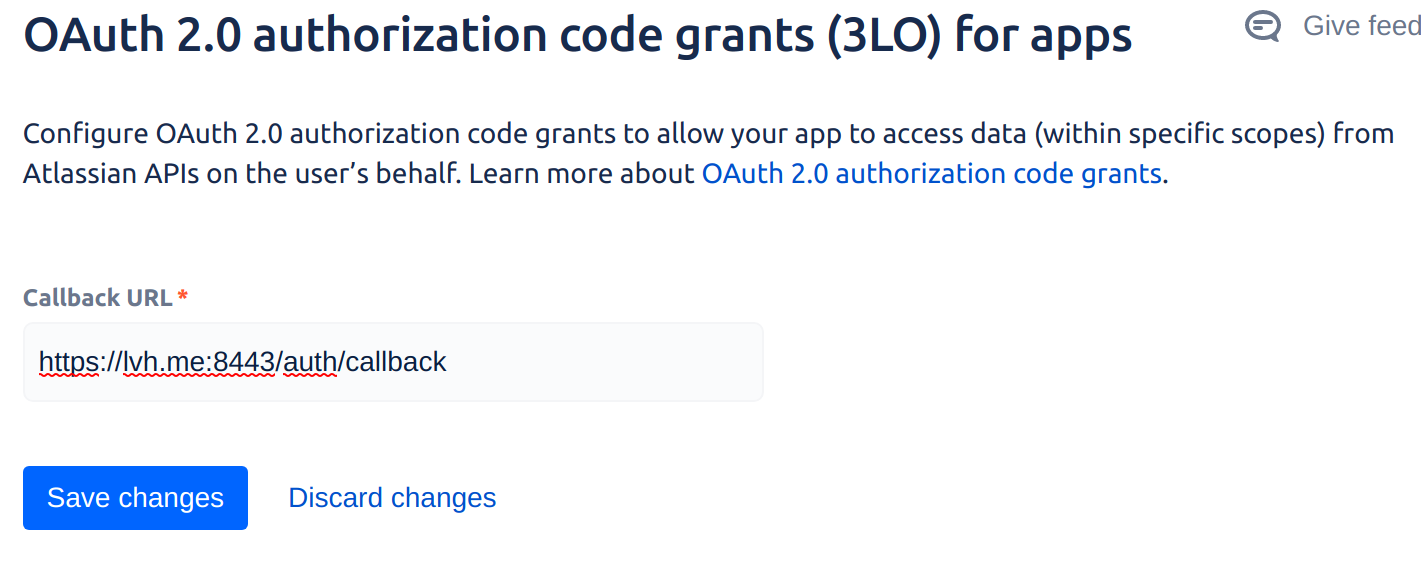 OAuth 2.0 authorization code grants (3LO) for apps
Give feed
Configure OAuth 2.0 authorization code grants to allow your app to access data (within specific scopes) from
Atlassian APIs on the user’s behalf. Learn more about OAuth 2.0 authorization code grants.
Callback URL *
https://lvh.me:8443/auth/callback
Save changes
Discard changes